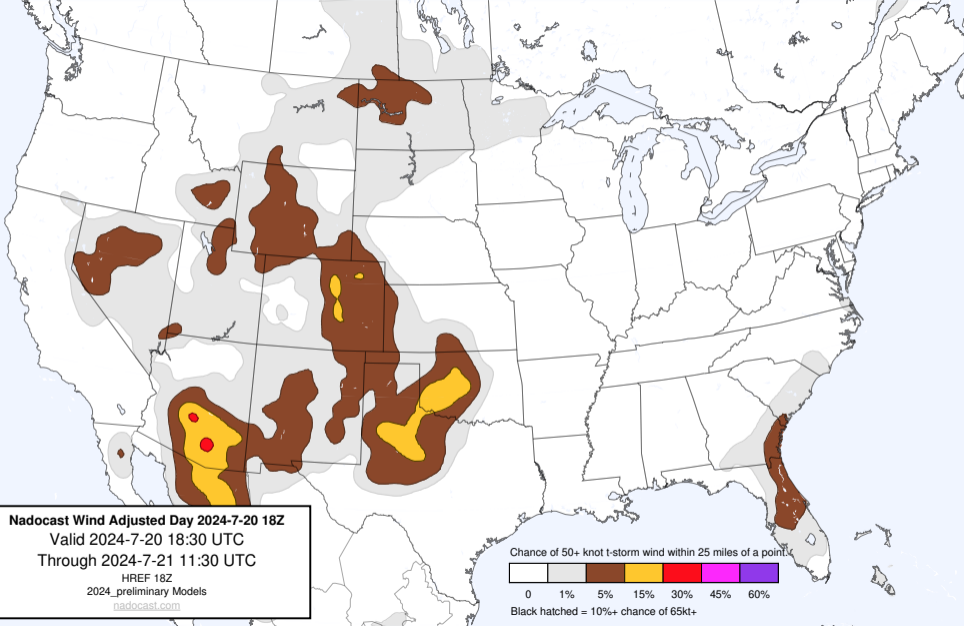 Nadocast Wind Adjusted Day 2024-7-20 18Z
Valid 2024-7-20 18:30 UTC
Through 2024-7-21 11:30 UTC
HREF 18Z
2024_preliminary Models
nadocast.com
Chance of 50+ knot t-storm wind within 25 miles of a point.
0 1% 5% 15% 30% 45% 60%
Black hatched = 10%+ chance of 65kt+